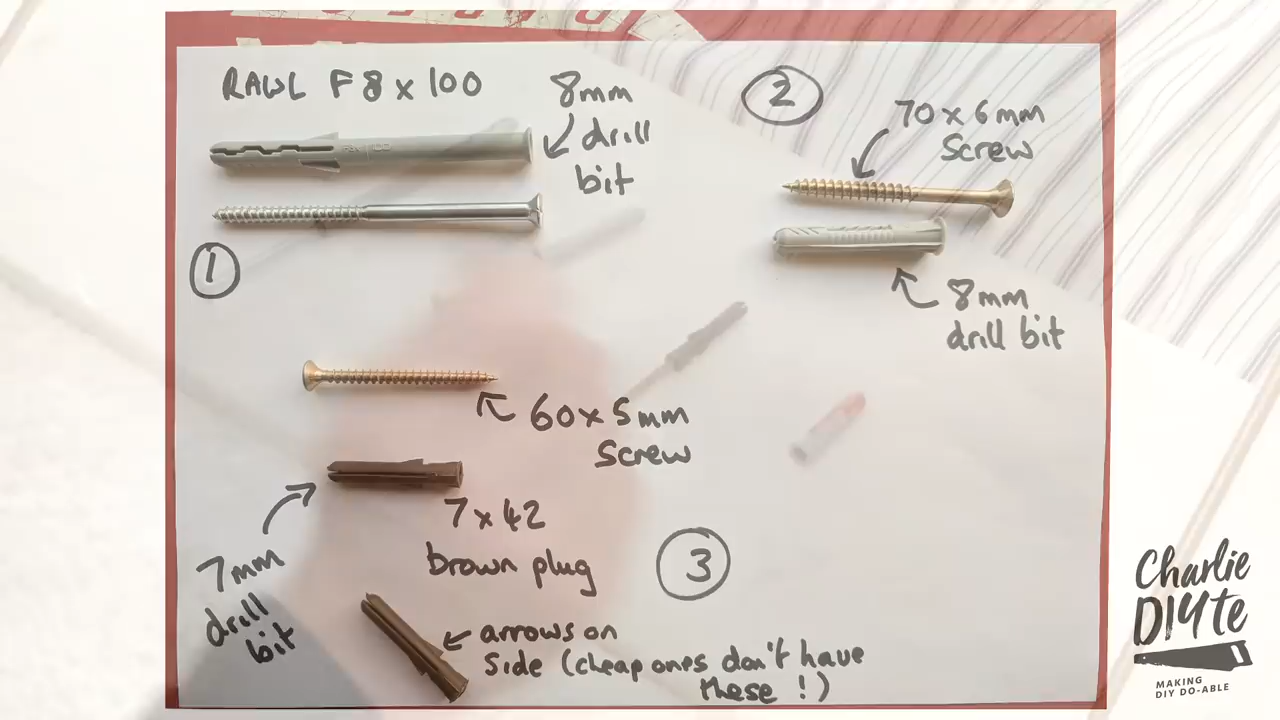 RAWL F8 x 100
8mm
drill
bit
1
2
70 x 6mm
Screw
8mm
drill bit
60 x 5mm
Screw
7 x 42
brown plug
7mm
drill
bit
3
arrows on
Side (cheap ones don't have
these !)
Charlie
DIYte
MAKING
DIY DO-ABLE